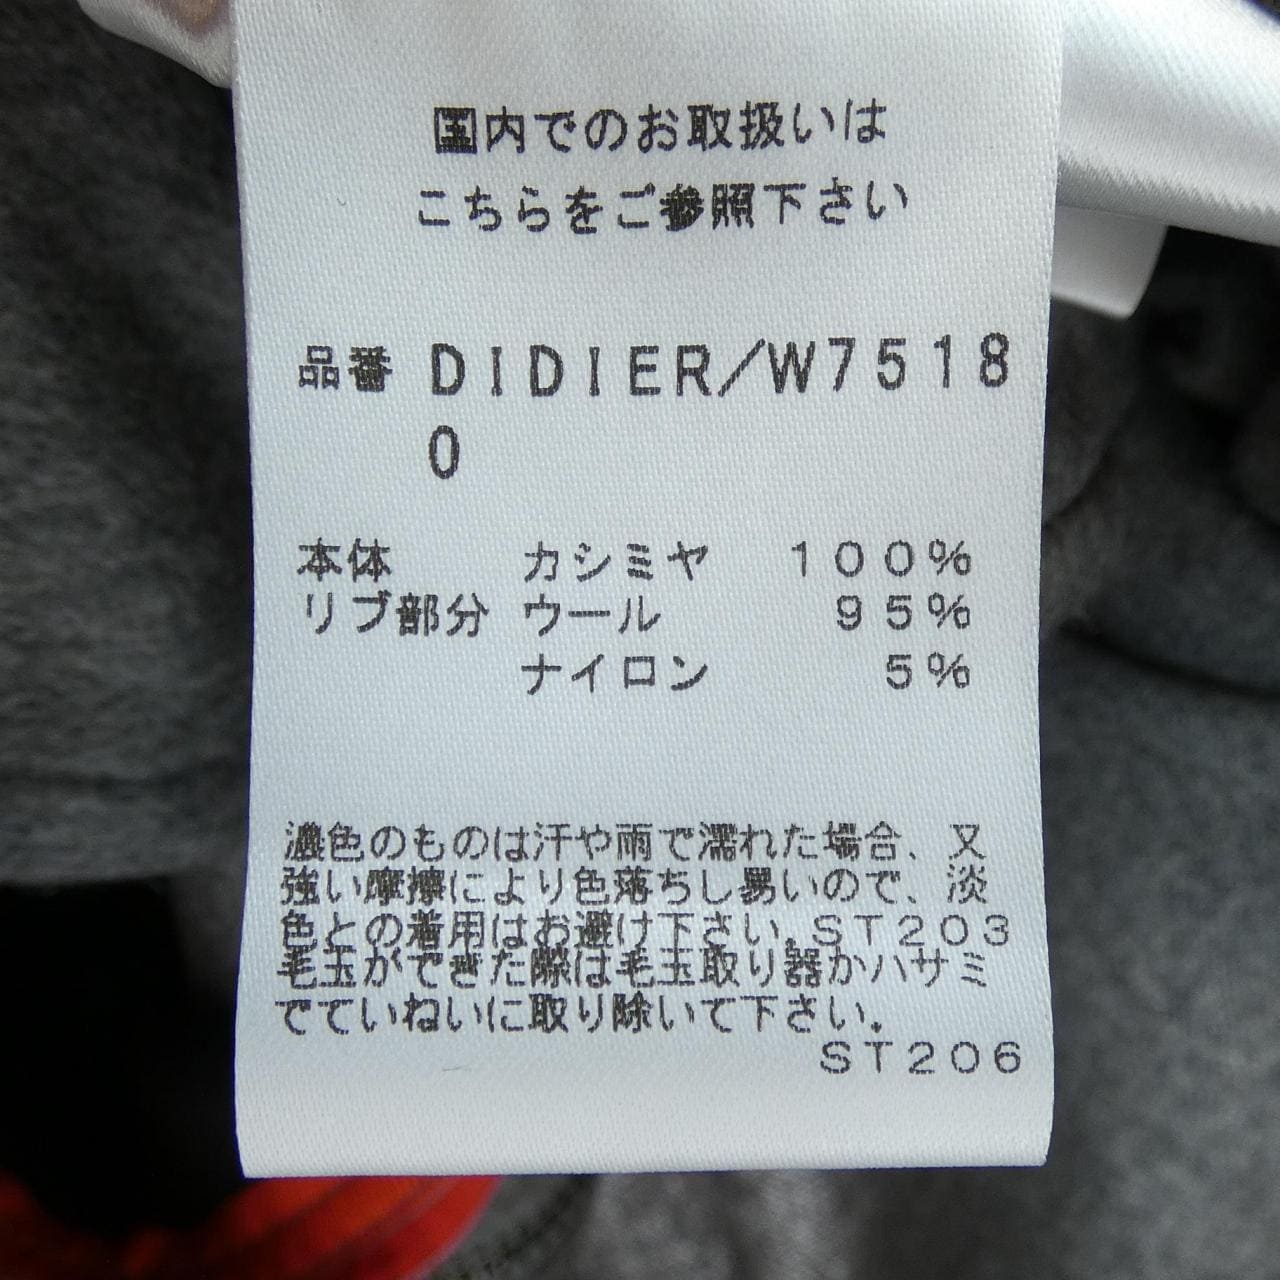 国内でのお取扱いは
こちらをご参照下さい
品番 DIDIER/W7518
0
本体 カシミヤ 100%
リブ部分 ウール 95%
ナイロン 5%
濃色のものは汗や雨で濡れた場合、又
強い摩擦により色落ちし易いので、淡
色との着用はお避け下さい。ST203
毛玉ができた際は毛玉取り器かハサミ
でていねいに取り除いて下さい。
ST206